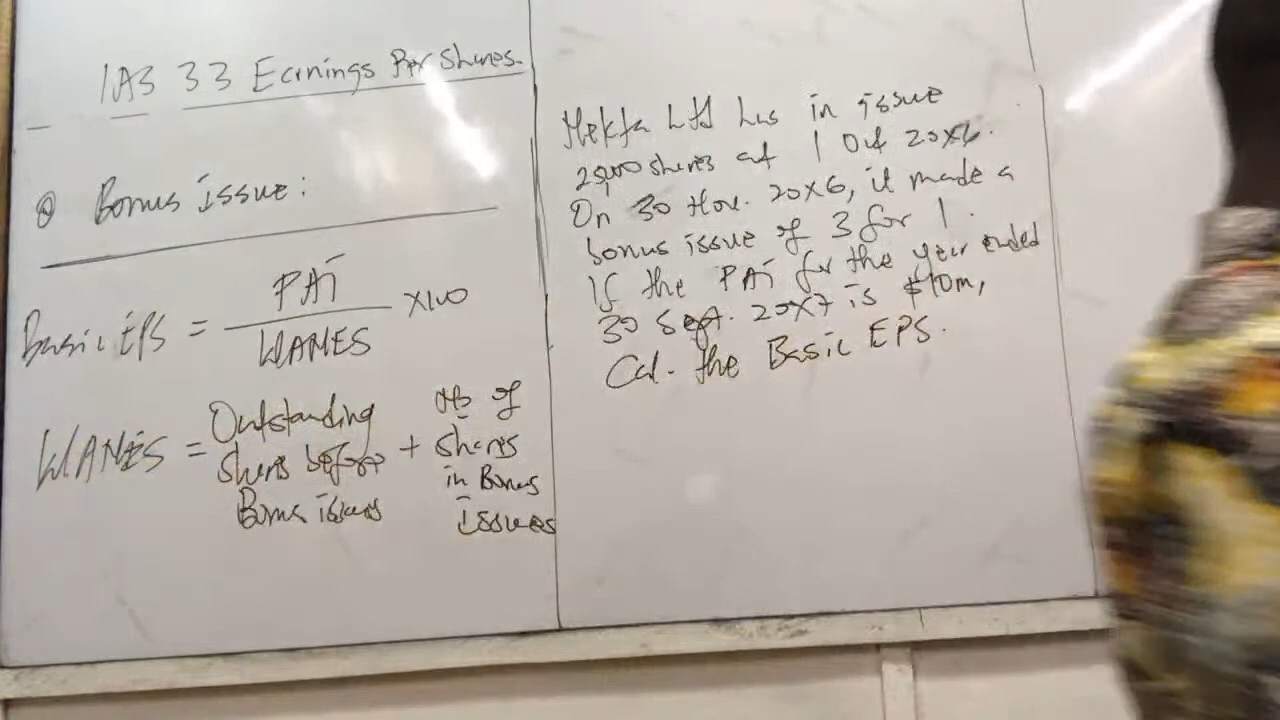 IAS 33 Earnings Per Shares.
Bonus issue:
Basic EPS = PAT / WANES × 100
WANES = Outstanding shares before Bonus issues + No of shares in Bonus issues
Ltd has in issue
shares at 1 Oct 20X6.
On 30 Nov. 20X6, it made a
bonus issue of 3 for 1.
If the PAT for the year ended
30 Sept. 20X7 is $10m,
Cal. the Basic EPS.